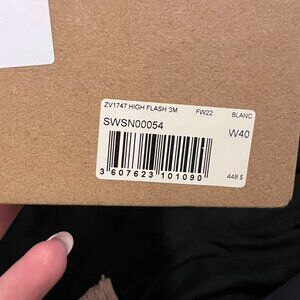 ZV1747 HIGH FLASH 3M FW22 BLANC
SWSN00054
W40
3 607623 101090
448 $